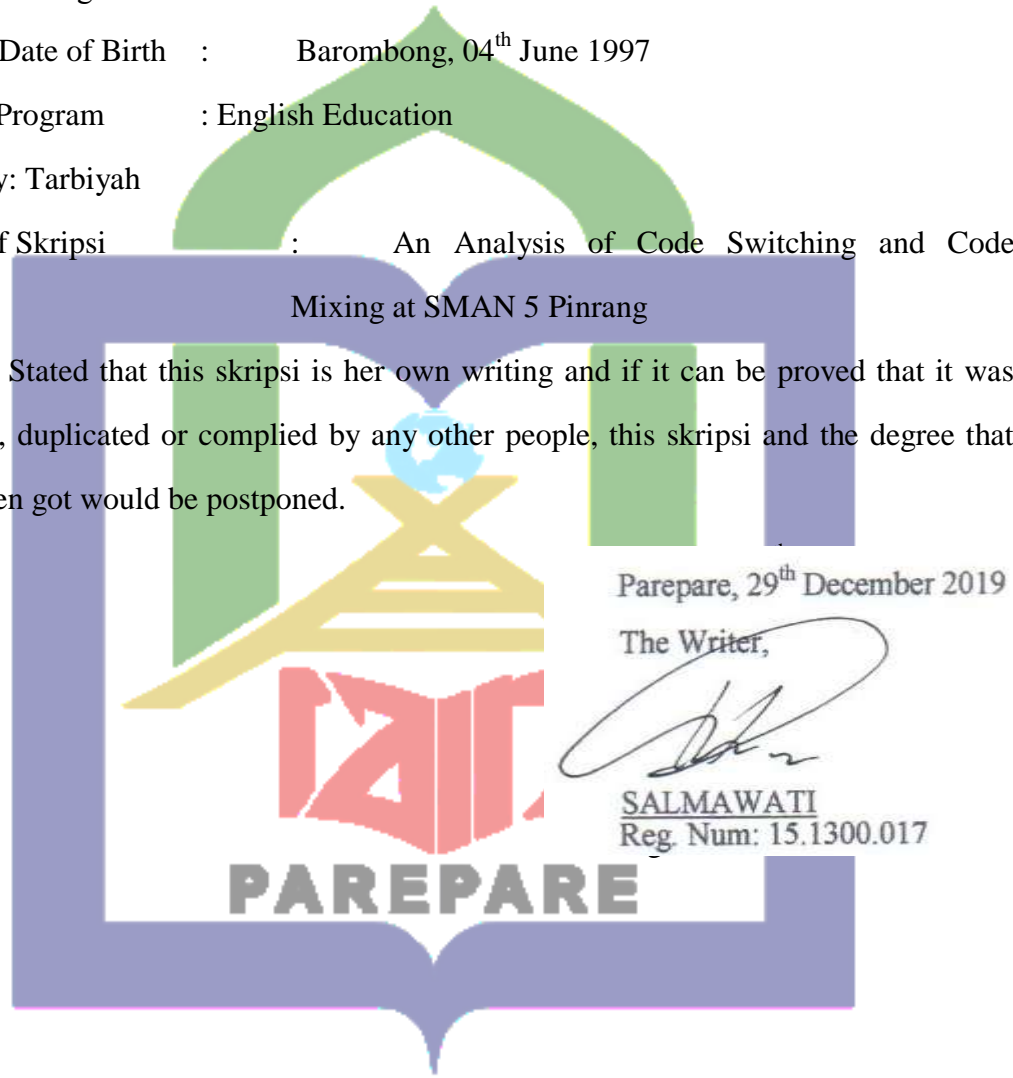 Date of Birth : Barombong, 04th June 1997
Program : English Education
y: Tarbiyah
f Skripsi : An Analysis of Code Switching and Code
Mixing at SMAN 5 Pinrang
Stated that this skripsi is her own writing and if it can be proved that it was
, duplicated or complied by any other people, this skripsi and the degree that
en got would be postponed.
Parepare, 29th December 2019
The Writer,
SALMAWATI
Reg. Num: 15.1300.017
PAREPARE